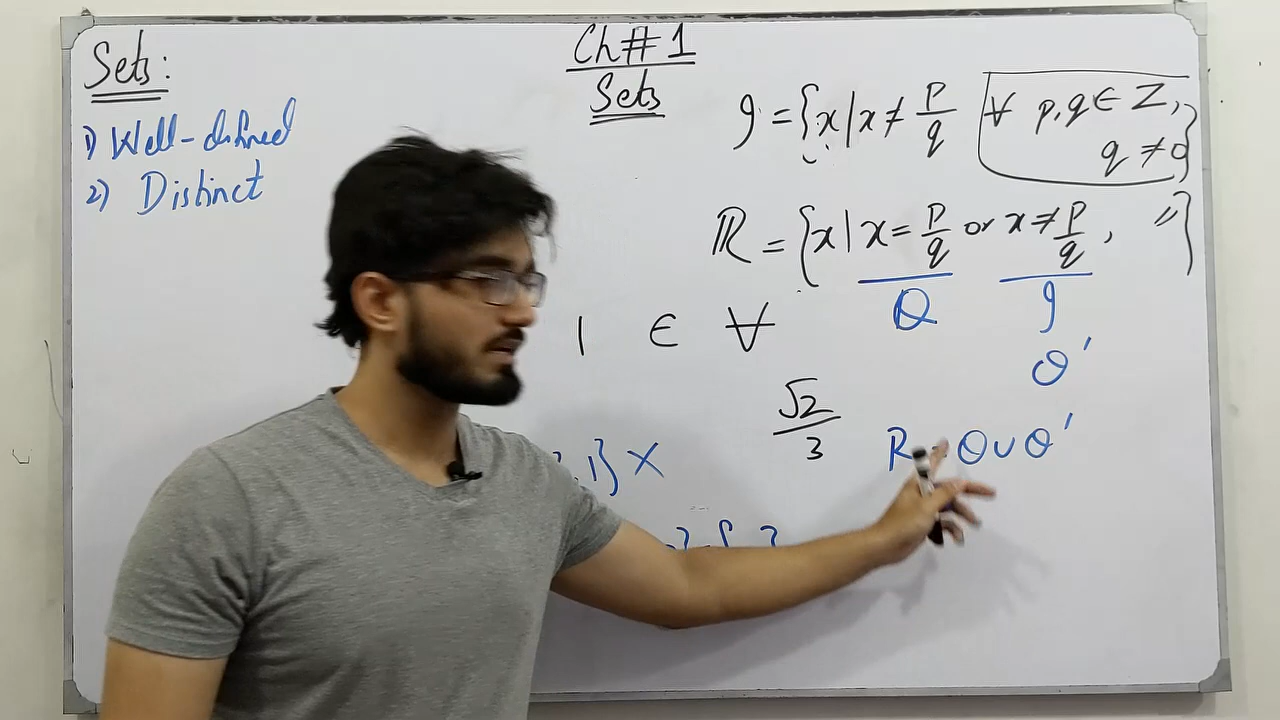 Ch#1
Sets
Sets:
1) Well-defined
2) Distinct
g = {x|x ≠ p/q ∀ p,q ∈ Z, q ≠ 0}
ℝ = {x|x = p/q or x ≠ p/q, 〃}
Q g
Q'
| ∈ ∀
√2/3
R = Q ∪ Q'
,1} X